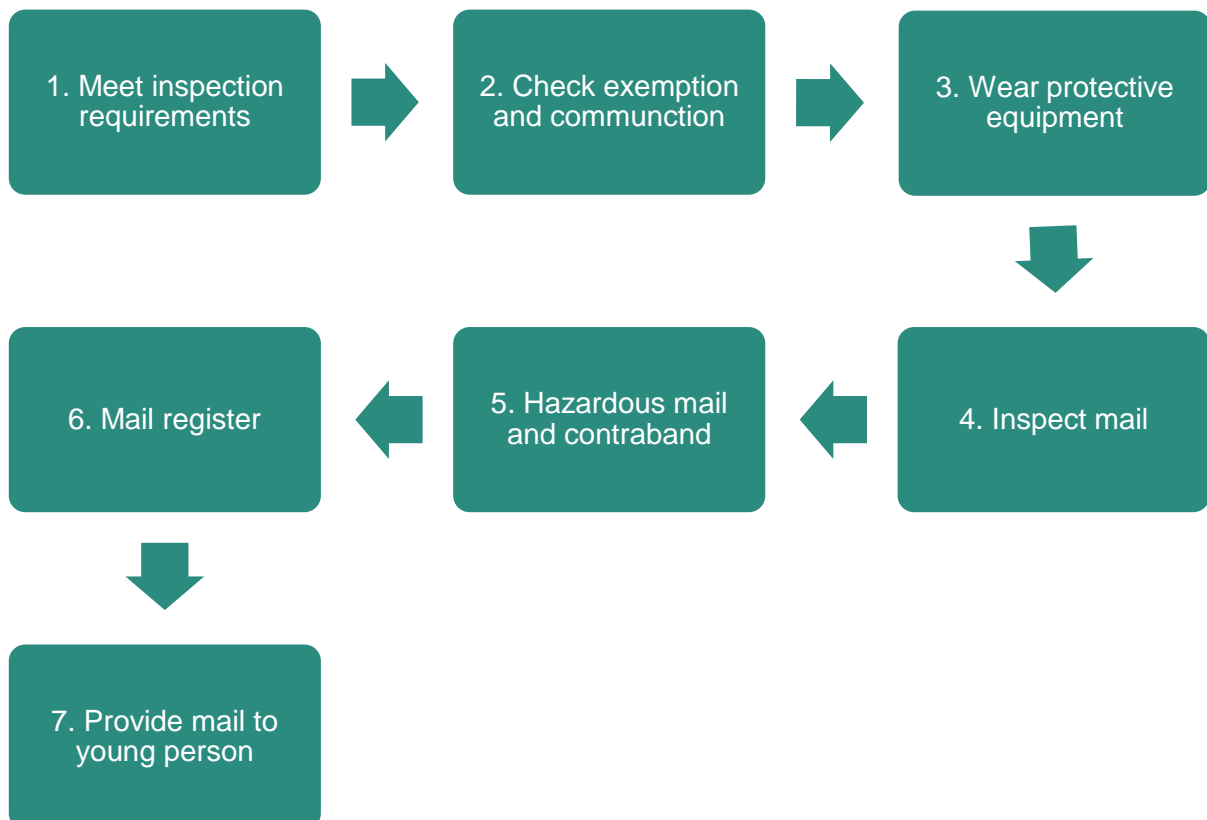 1. Meet inspection
requirements
2. Check exemption
and communction
3. Wear protective
equipment
4. Inspect mail
5. Hazardous mail
and contraband
6. Mail register
7. Provide mail to
young person